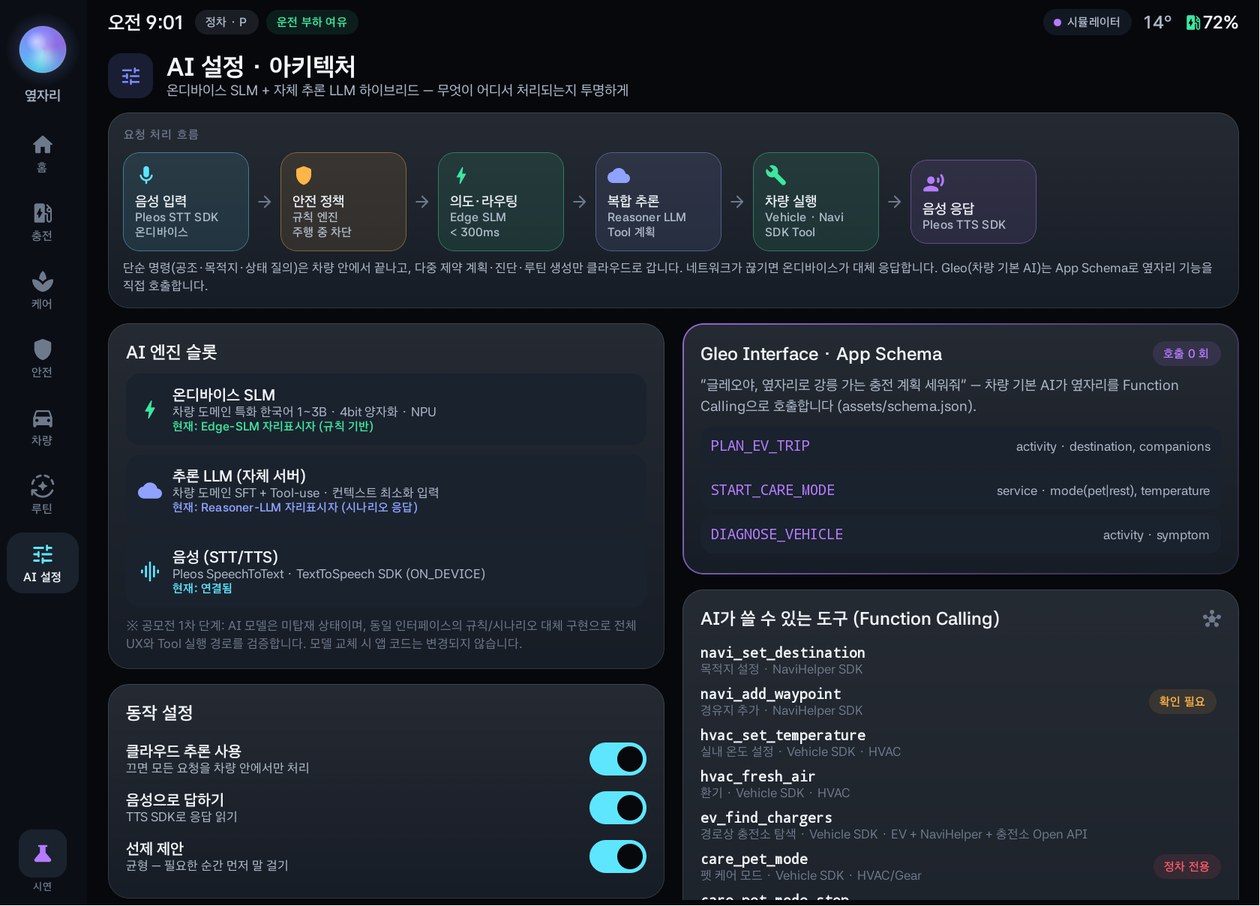 오전 9:01
정차 · P
운전 부하 여유
시뮬레이터
14°
72%
옆자리
홈
충전
케어
안전
차량
루틴
AI 설정
시연
AI 설정 · 아키텍처
온디바이스 SLM + 자체 추론 LLM 하이브리드 — 무엇이 어디서 처리되는지 투명하게
요청 처리 흐름
음성 입력
Pleos STT SDK
온디바이스
안전 정책
규칙 엔진
주행 중 차단
의도·라우팅
Edge SLM
< 300ms
복합 추론
Reasoner LLM
Tool 계획
차량 실행
Vehicle · Navi
SDK Tool
음성 응답
Pleos TTS SDK
단순 명령(공조·목적지·상태 질의)은 차량 안에서 끝나고, 다중 제약 계획·진단·루틴 생성만 클라우드로 갑니다. 네트워크가 끊기면 온디바이스가 대체 응답합니다. Gleo(차량 기본 AI)는 App Schema로 옆자리 기능을
직접 호출합니다.
AI 엔진 슬롯
온디바이스 SLM
차량 도메인 특화 한국어 1~3B · 4bit 양자화 · NPU
현재: Edge-SLM 자리표시자 (규칙 기반)
추론 LLM (자체 서버)
차량 도메인 SFT + Tool-use · 컨텍스트 최소화 입력
현재: Reasoner-LLM 자리표시자 (시나리오 응답)
음성 (STT/TTS)
Pleos SpeechToText · TextToSpeech SDK (ON_DEVICE)
현재: 연결됨
※ 공모전 1차 단계: AI 모델은 미탑재 상태이며, 동일 인터페이스의 규칙/시나리오 대체 구현으로 전체
UX와 Tool 실행 경로를 검증합니다. 모델 교체 시 앱 코드는 변경되지 않습니다.
동작 설정
클라우드 추론 사용
끄면 모든 요청을 차량 안에서만 처리
음성으로 답하기
TTS SDK로 응답 읽기
선제 제안
균형 — 필요한 순간 먼저 말 걸기
Gleo Interface · App Schema
호출 0 회
"글레오야, 옆자리로 강릉 가는 충전 계획 세워줘" — 차량 기본 AI가 옆자리를 Function
Calling으로 호출합니다 (assets/schema.json).
PLAN_EV_TRIP
activity · destination, companions
START_CARE_MODE
service · mode(pet|rest), temperature
DIAGNOSE_VEHICLE
activity · symptom
AI가 쓸 수 있는 도구 (Function Calling)
navi_set_destination
목적지 설정 · NaviHelper SDK
navi_add_waypoint
경유지 추가 · NaviHelper SDK
확인 필요
hvac_set_temperature
실내 온도 설정 · Vehicle SDK · HVAC
hvac_fresh_air
환기 · Vehicle SDK · HVAC
ev_find_chargers
경로상 충전소 탐색 · Vehicle SDK · EV + NaviHelper + 충전소 Open API
care_pet_mode
펫 케어 모드 · Vehicle SDK · HVAC/Gear
정차 전용
care_pet_mode_stop